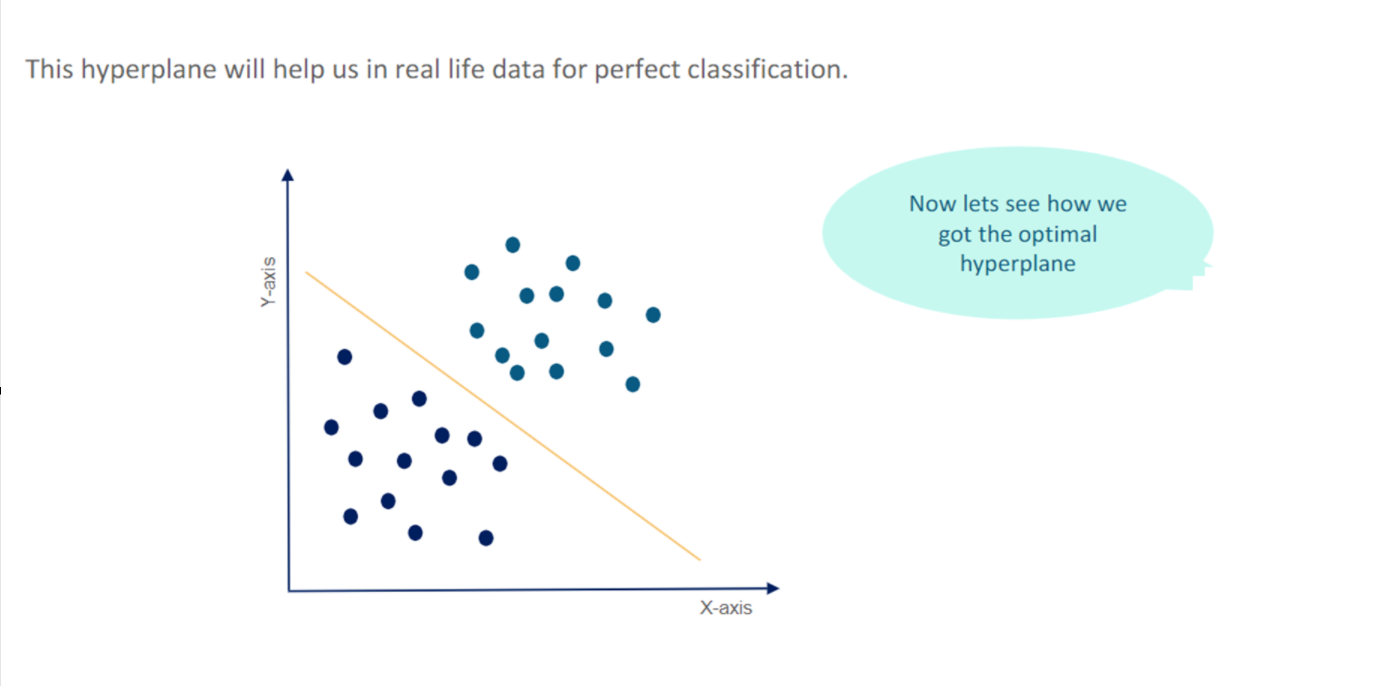 This hyperplane will help us in real life data for perfect classification.
Now lets see how we
got the optimal
hyperplane
Y-axis
X-axis